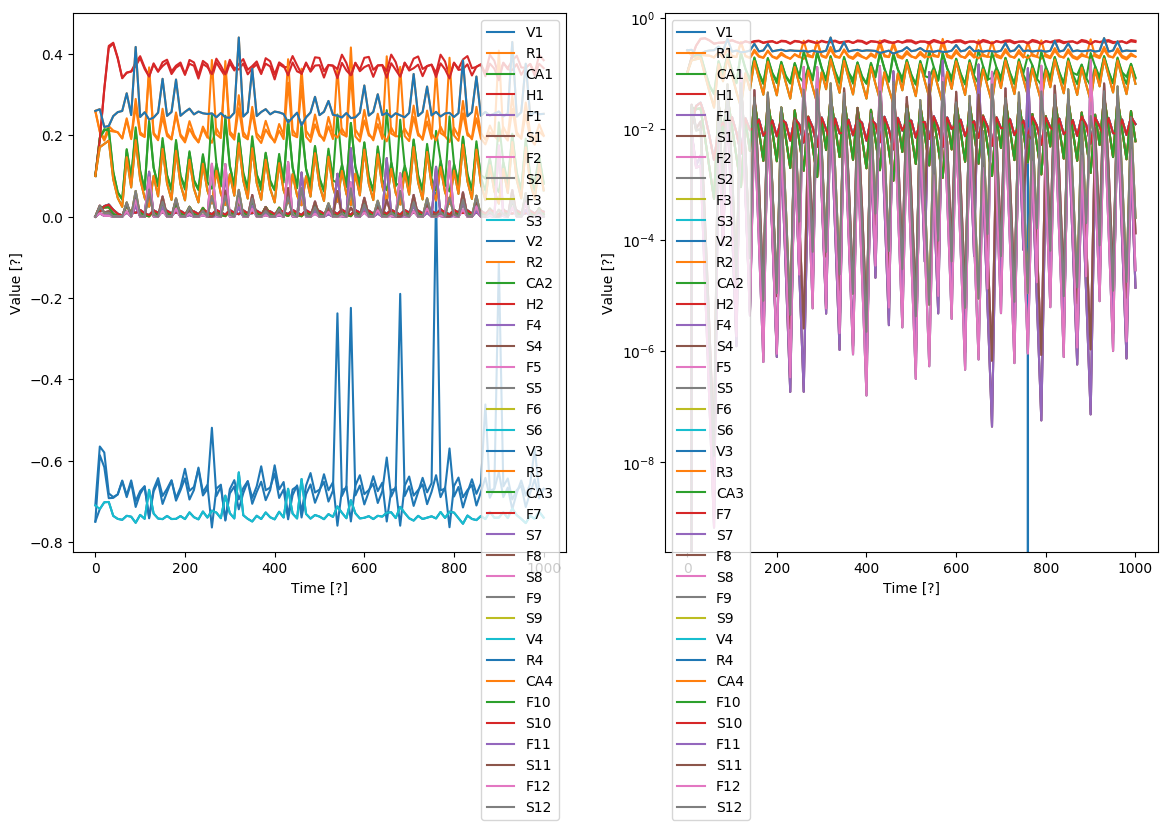 0.4
0.2
0.0
−0.2
−0.4
−0.6
−0.8
Value [?]
0
200
400
600
800
1000
Time [?]
V1
R1
CA1
H1
F1
S1
F2
S2
F3
S3
V2
R2
CA2
H2
F4
S4
F5
S5
F6
S6
V3
R3
CA3
F7
S7
F8
S8
F9
S9
V4
R4
CA4
F10
S10
F11
S11
F12
S12
10⁰
10⁻²
10⁻⁴
10⁻⁶
10⁻⁸
Value [?]
0
200
400
600
800
1000
Time [?]
V1
R1
CA1
H1
F1
S1
F2
S2
F3
S3
V2
R2
CA2
H2
F4
S4
F5
S5
F6
S6
V3
R3
CA3
F7
S7
F8
S8
F9
S9
V4
R4
CA4
F10
S10
F11
S11
F12
S12